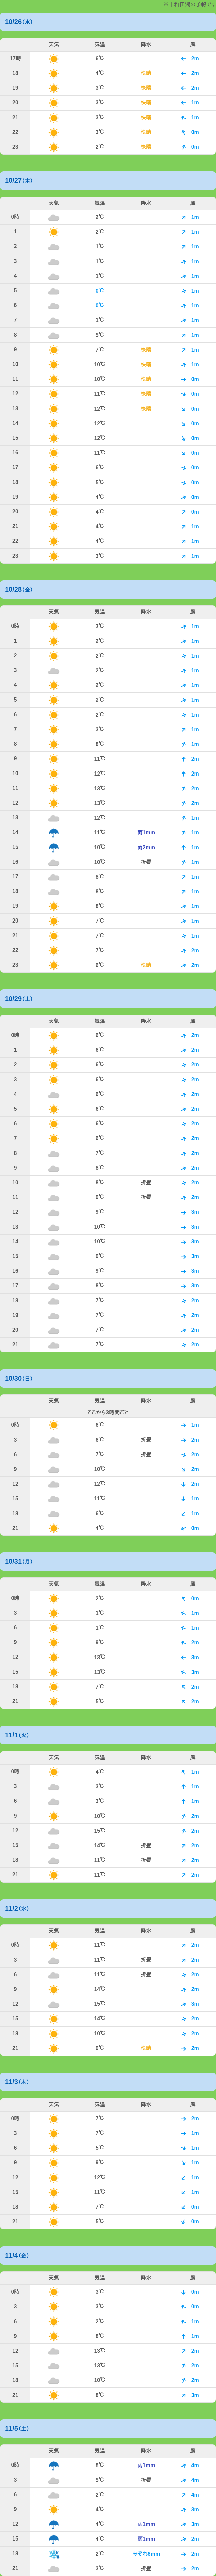 ※十和田湖の予報です
10/26(水)
天気 気温 降水 風
17時 6℃ 2m
18 4℃ 快晴 2m
19 3℃ 快晴 2m
20 3℃ 快晴 1m
21 3℃ 快晴 1m
22 3℃ 快晴 0m
23 2℃ 快晴 0m
10/27(木)
天気 気温 降水 風
0時 2℃ 1m
1 2℃ 1m
2 1℃ 1m
3 1℃ 1m
4 1℃ 1m
5 0℃ 1m
6 0℃ 1m
7 1℃ 1m
8 5℃ 1m
9 7℃ 快晴 1m
10 10℃ 快晴 1m
11 10℃ 快晴 0m
12 11℃ 快晴 0m
13 12℃ 快晴 0m
14 12℃ 0m
15 12℃ 0m
16 11℃ 0m
17 6℃ 0m
18 5℃ 0m
19 4℃ 0m
20 4℃ 0m
21 4℃ 1m
22 4℃ 1m
23 3℃ 1m
10/28(金)
天気 気温 降水 風
0時 3℃ 1m
1 2℃ 1m
2 2℃ 1m
3 2℃ 1m
4 2℃ 1m
5 2℃ 1m
6 2℃ 1m
7 3℃ 1m
8 8℃ 1m
9 11℃ 2m
10 12℃ 2m
11 13℃ 2m
12 13℃ 2m
13 12℃ 1m
14 11℃ 雨1mm 1m
15 10℃ 雨2mm 1m
16 10℃ 折畳 1m
17 8℃ 1m
18 8℃ 1m
19 8℃ 1m
20 7℃ 1m
21 7℃ 1m
22 7℃ 2m
23 6℃ 快晴 2m
10/29(土)
天気 気温 降水 風
0時 6℃ 2m
1 6℃ 2m
2 6℃ 2m
3 6℃ 2m
4 6℃ 2m
5 6℃ 2m
6 6℃ 2m
7 6℃ 2m
8 7℃ 2m
9 8℃ 2m
10 8℃ 折畳 2m
11 9℃ 折畳 2m
12 9℃ 3m
13 10℃ 3m
14 10℃ 3m
15 9℃ 3m
16 9℃ 3m
17 8℃ 3m
18 7℃ 2m
19 7℃ 2m
20 7℃ 2m
21 7℃ 2m
10/30(日)
天気 気温 降水 風
ここから3時間ごと
0時 6℃ 1m
3 6℃ 折畳 2m
6 7℃ 折畳 2m
9 10℃ 2m
12 12℃ 2m
15 11℃ 1m
18 6℃ 1m
21 4℃ 0m
10/31(月)
天気 気温 降水 風
0時 2℃ 0m
3 1℃ 1m
6 1℃ 1m
9 9℃ 2m
12 13℃ 3m
15 13℃ 3m
18 7℃ 2m
21 5℃ 2m
11/1(火)
天気 気温 降水 風
0時 4℃ 1m
3 3℃ 1m
6 3℃ 1m
9 10℃ 2m
12 15℃ 2m
15 14℃ 折畳 2m
18 11℃ 折畳 2m
21 11℃ 2m
11/2(水)
天気 気温 降水 風
0時 11℃ 2m
3 11℃ 折畳 2m
6 11℃ 折畳 2m
9 14℃ 2m
12 15℃ 3m
15 14℃ 2m
18 10℃ 2m
21 9℃ 快晴 2m
11/3(木)
天気 気温 降水 風
0時 7℃ 2m
3 7℃ 1m
6 5℃ 1m
9 9℃ 1m
12 12℃ 1m
15 11℃ 1m
18 7℃ 0m
21 5℃ 0m
11/4(金)
天気 気温 降水 風
0時 3℃ 0m
3 3℃ 0m
6 2℃ 1m
9 8℃ 1m
12 13℃ 2m
15 13℃ 2m
18 10℃ 2m
21 8℃ 3m
11/5(土)
天気 気温 降水 風
0時 6℃ 雨1mm 4m
3 5℃ 折畳 4m
6 2℃ 4m
9 4℃ 3m
12 4℃ 雨1mm 3m
15 4℃ 雨1mm 2m
18 2℃ みぞれ6mm 2m
21 3℃ 折畳 2m